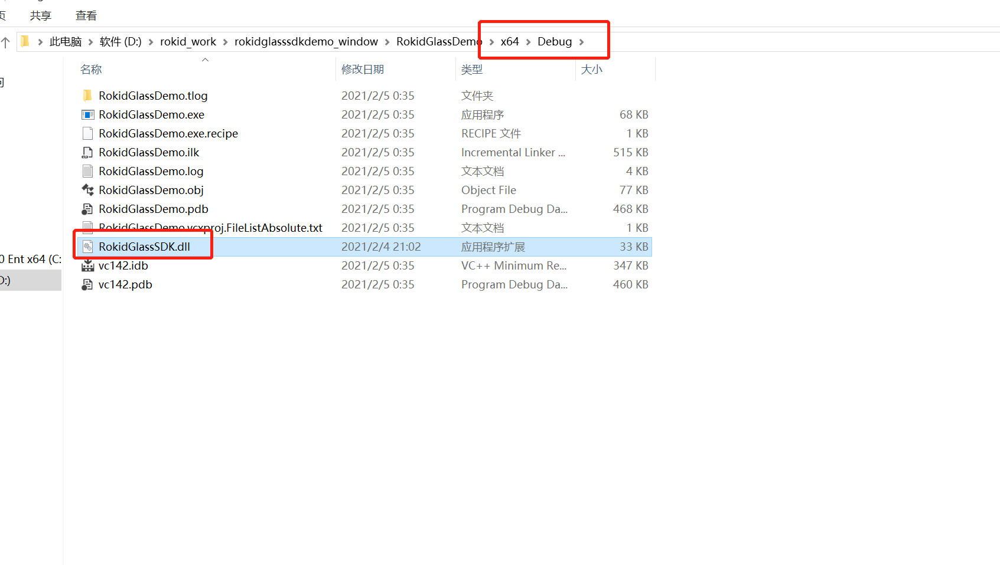 页 共享 查看
此电脑 › 软件 (D:) › rokid_work › rokidglasssdkdemo_window › RokidGlassDemo › x64 › Debug ›
名称 修改日期 类型 大小
RokidGlassDemo.tlog 2021/2/5 0:35 文件夹
RokidGlassDemo.exe 2021/2/5 0:35 应用程序 68 KB
RokidGlassDemo.exe.recipe 2021/2/5 0:35 RECIPE 文件 1 KB
RokidGlassDemo.ilk 2021/2/5 0:35 Incremental Linker ... 515 KB
RokidGlassDemo.log 2021/2/5 0:35 文本文档 4 KB
RokidGlassDemo.obj 2021/2/5 0:35 Object File 77 KB
RokidGlassDemo.pdb 2021/2/5 0:35 Program Debug Da... 468 KB
RokidGlassDemo.vcxproj.FileListAbsolute.txt 2021/2/5 0:35 文本文档 1 KB
RokidGlassSDK.dll 2021/2/4 21:02 应用程序扩展 33 KB
0 Ent x64 (C:
vc142.idb 2021/2/5 0:35 VC++ Minimum Re... 347 KB
D:)
vc142.pdb 2021/2/5 0:35 Program Debug Da... 460 KB